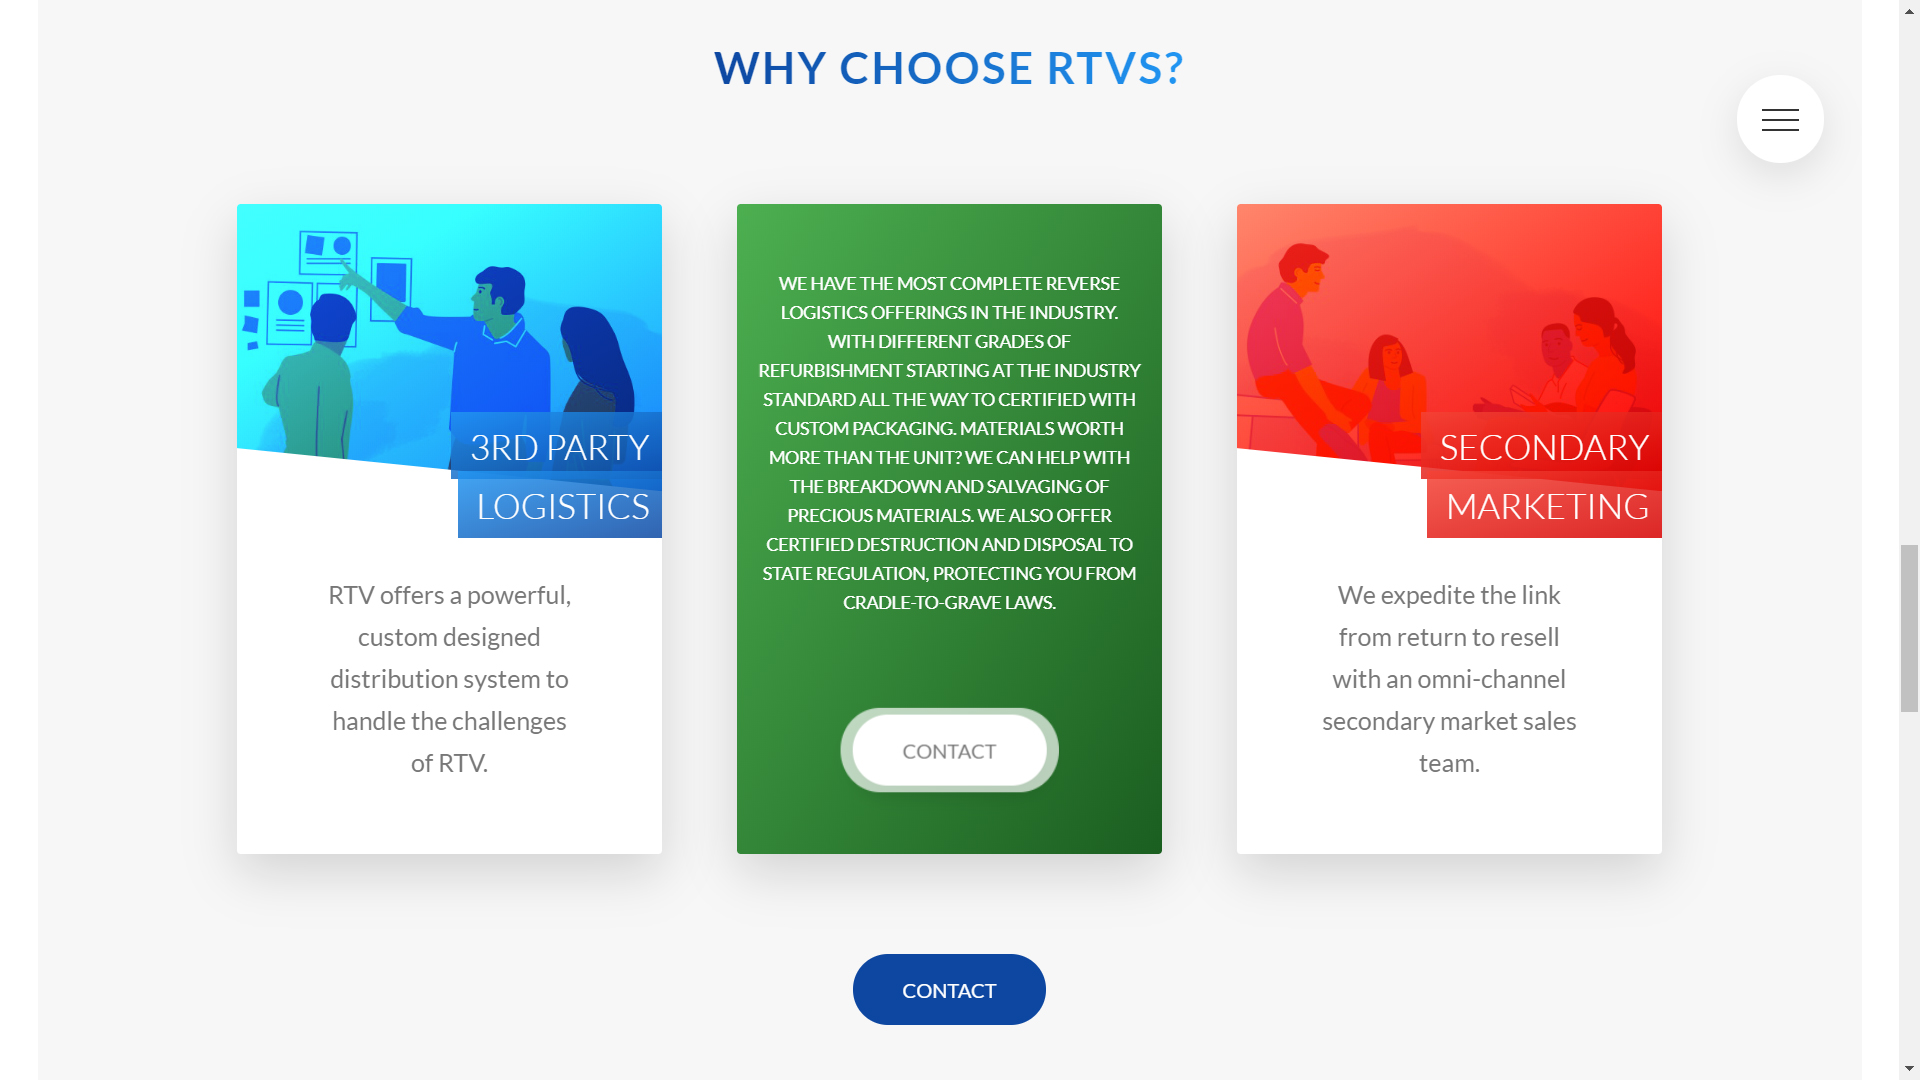 WHY CHOOSE RTVS?
3RD PARTY
LOGISTICS
RTV offers a powerful,
custom designed
distribution system to
handle the challenges
of RTV.
WE HAVE THE MOST COMPLETE REVERSE
LOGISTICS OFFERINGS IN THE INDUSTRY.
WITH DIFFERENT GRADES OF
REFURBISHMENT STARTING AT THE INDUSTRY
STANDARD ALL THE WAY TO CERTIFIED WITH
CUSTOM PACKAGING. MATERIALS WORTH
MORE THAN THE UNIT? WE CAN HELP WITH
THE BREAKDOWN AND SALVAGING OF
PRECIOUS MATERIALS. WE ALSO OFFER
CERTIFIED DESTRUCTION AND DISPOSAL TO
STATE REGULATION, PROTECTING YOU FROM
CRADLE-TO-GRAVE LAWS.
CONTACT
SECONDARY
MARKETING
We expedite the link
from return to resell
with an omni-channel
secondary market sales
team.
CONTACT